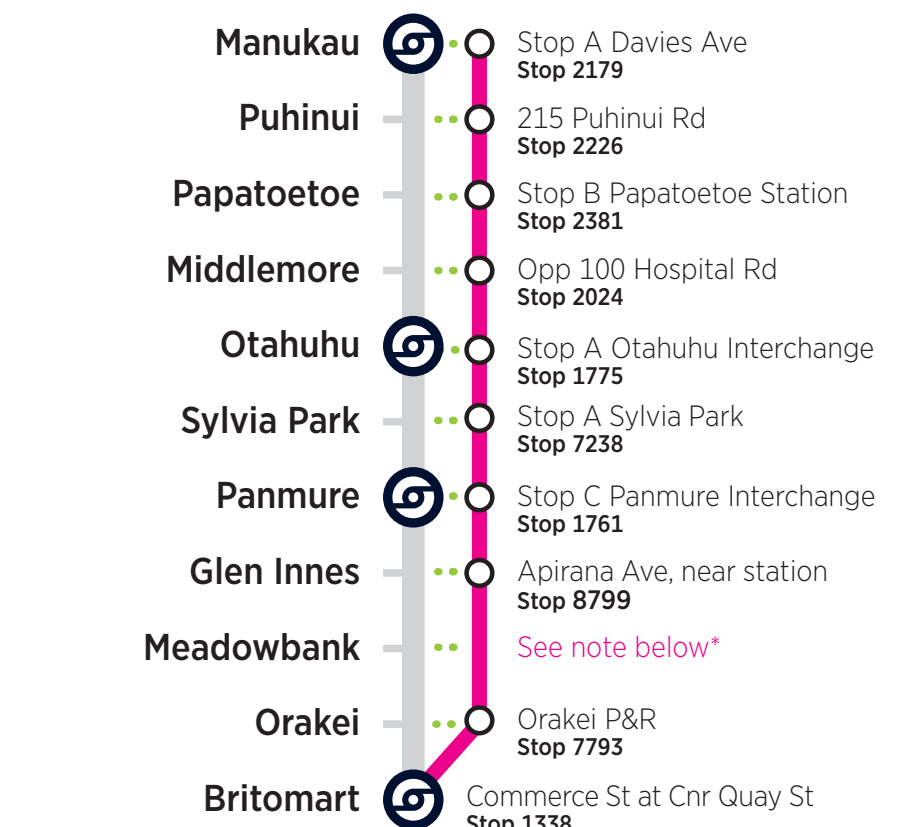 Manukau
Stop A Davies Ave
Stop 2179
Puhinui
215 Puhinui Rd
Stop 2226
Papatoetoe
Stop B Papatoetoe Station
Stop 2381
Middlemore
Opp 100 Hospital Rd
Stop 2024
Otahuhu
Stop A Otahuhu Interchange
Stop 1775
Sylvia Park
Stop A Sylvia Park
Stop 7238
Panmure
Stop C Panmure Interchange
Stop 1761
Glen Innes
Apirana Ave, near station
Stop 8799
Meadowbank
See note below*
Orakei
Orakei P&R
Stop 7793
Britomart
Commerce St at Cnr Quay St
Stop 1338